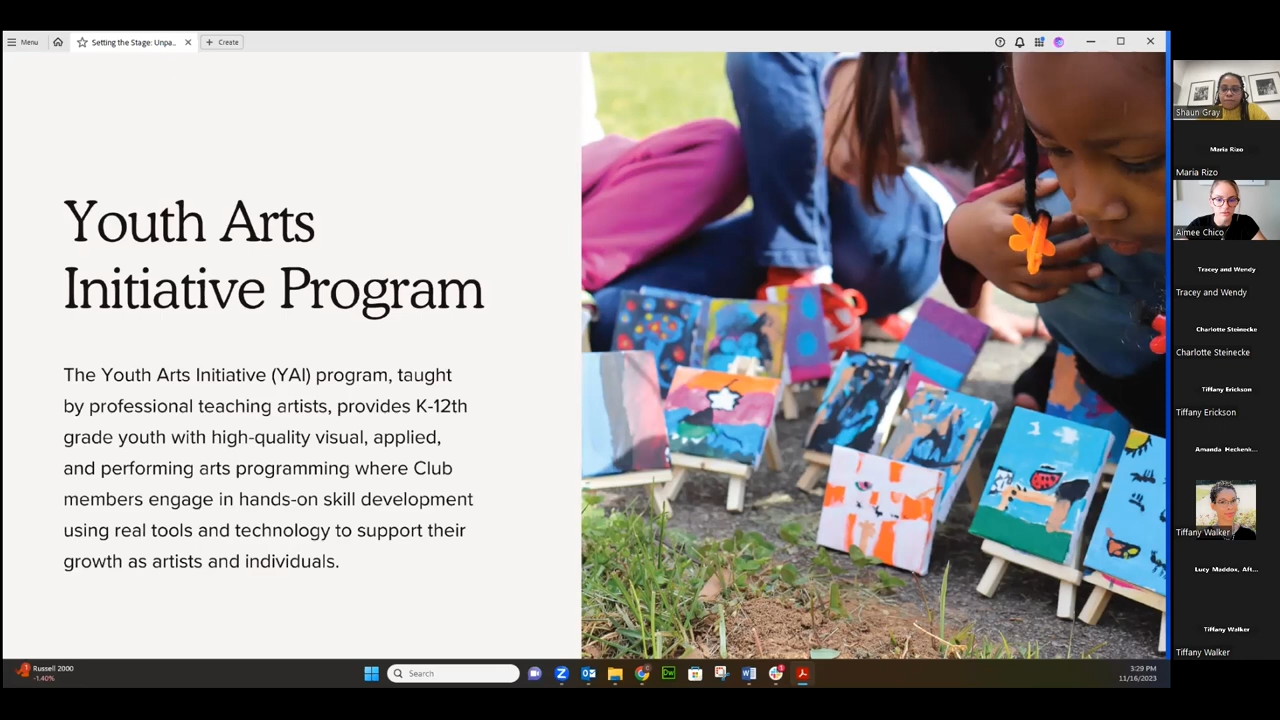 Menu
Setting the Stage: Unpa...
Create
Youth Arts
Initiative Program
The Youth Arts Initiative (YAI) program, taught
by professional teaching artists, provides K-12th
grade youth with high-quality visual, applied,
and performing arts programming where Club
members engage in hands-on skill development
using real tools and technology to support their
growth as artists and individuals.
Shaun Gray
Maria Rizo
Maria Rizo
Aimee Chico
Tracey and Wendy
Tracey and Wendy
Charlotte Steinecke
Charlotte Steinecke
Tiffany Erickson
Tiffany Erickson
Amanda Heckenk...
Tiffany Walker
Lucy Maddox, Aft...
Tiffany Walker
Tiffany Walker
Russell 2000
-1.40%
Search
Dw
3:29 PM
11/16/2023